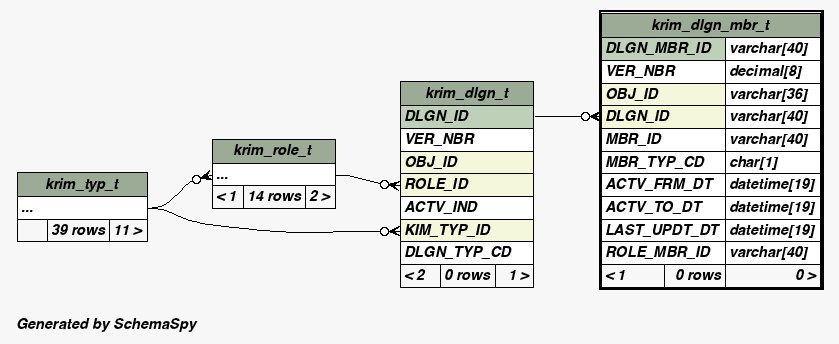 krim_typ_t
...
39 rows 11 >
krim_role_t
...
< 1 14 rows 2 >
krim_dlgn_t
DLGN_ID
VER_NBR
OBJ_ID
ROLE_ID
ACTV_IND
KIM_TYP_ID
DLGN_TYP_CD
< 2 0 rows 1 >
krim_dlgn_mbr_t
DLGN_MBR_ID varchar[40]
VER_NBR decimal[8]
OBJ_ID varchar[36]
DLGN_ID varchar[40]
MBR_ID varchar[40]
MBR_TYP_CD char[1]
ACTV_FRM_DT datetime[19]
ACTV_TO_DT datetime[19]
LAST_UPDT_DT datetime[19]
ROLE_MBR_ID varchar[40]
< 1 0 rows 0 >
Generated by SchemaSpy